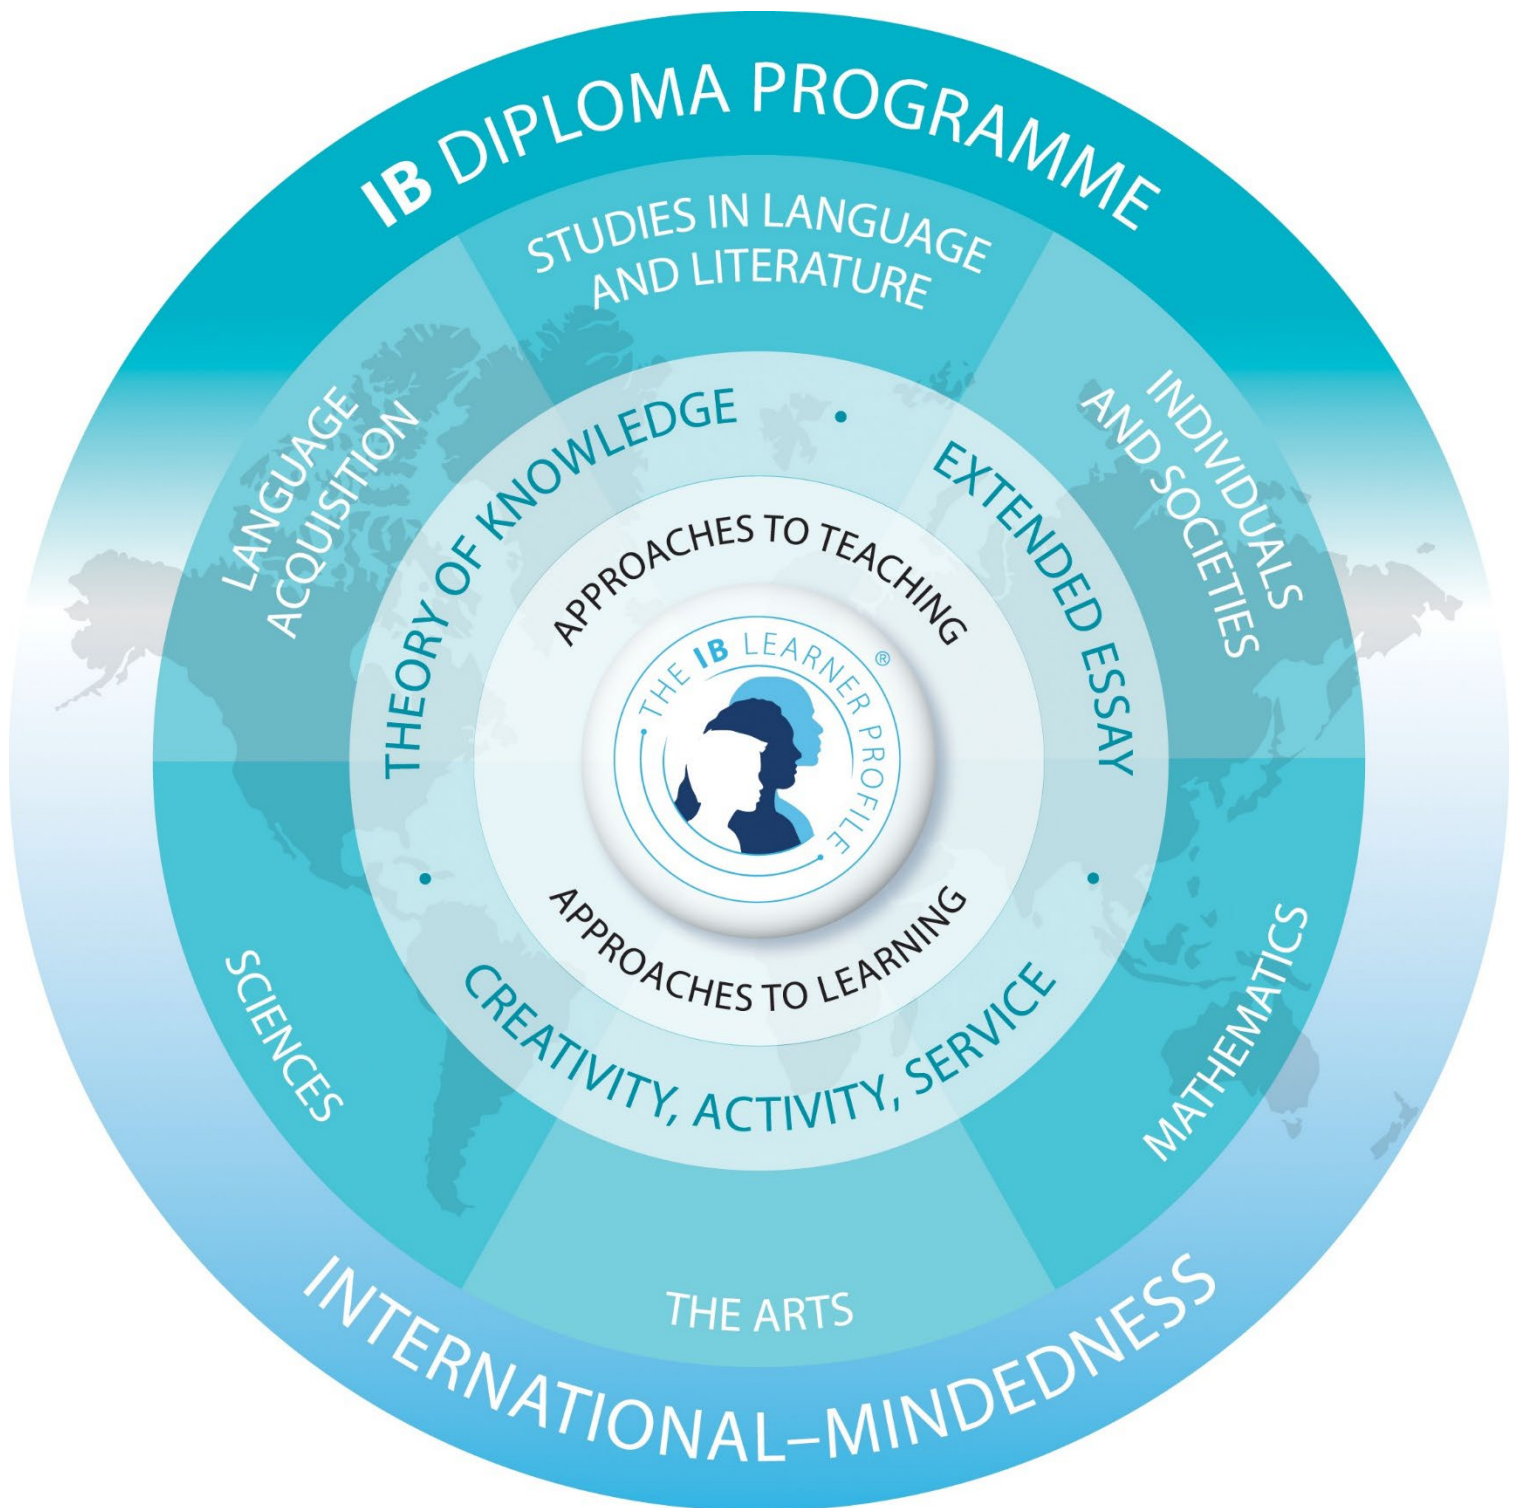 IB DIPLOMA PROGRAMME
STUDIES IN LANGUAGE
AND LITERATURE
LANGUAGE
ACQUISITION
INDIVIDUALS
AND SOCIETIES
THEORY OF KNOWLEDGE
•
EXTENDED ESSAY
APPROACHES TO TEACHING
THE IB LEARNER PROFILE
®
APPROACHES TO LEARNING
•
•
CREATIVITY, ACTIVITY, SERVICE
SCIENCES
MATHEMATICS
THE ARTS
INTERNATIONAL–MINDEDNESS